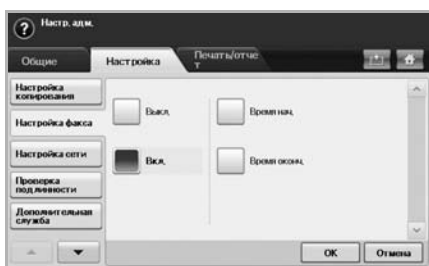 Настр. адм.
Общие
Настройка
Печать/отче
т
Настройка
копирования
Настройка факса
Настройка сети
Проверка
подлинности
Дополнительная
служба
Выкл.
Время нач.
Вкл.
Время оконч.
OK
Отмена